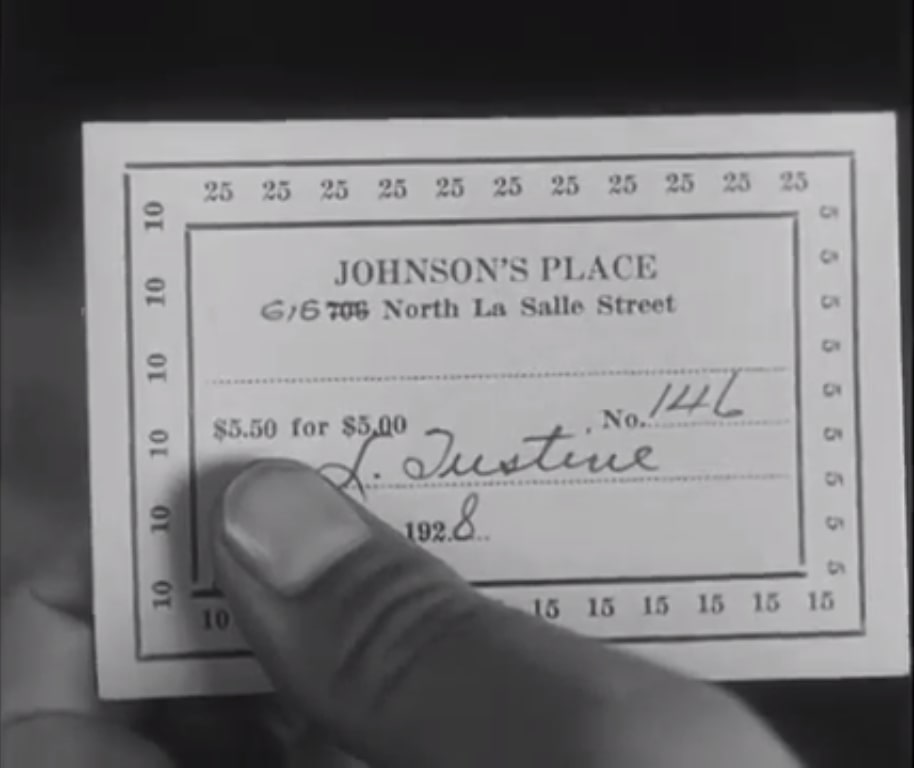 25 25 25 25 25 25 25 25 25 25 25
10 10 10 10 10 10
JOHNSON'S PLACE
616 706 North La Salle Street
$5.50 for $5.00 No. 146
L. Tustine
1928
5 5 5 5 5 5 5 5 5
10 15 15 15 15 15 15